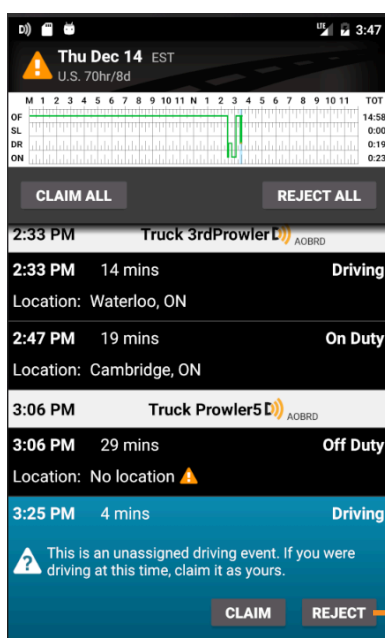 D)) LTE 3:47
Thu Dec 14 EST
U.S. 70hr/8d
M 1 2 3 4 5 6 7 8 9 10 11 N 1 2 3 4 5 6 7 8 9 10 11 TOT
OF 14:58
SL 0:00
DR 0:19
ON 0:23
CLAIM ALL REJECT ALL
2:33 PM Truck 3rdProwler D)) AOBRD
2:33 PM 14 mins Driving
Location: Waterloo, ON
2:47 PM 19 mins On Duty
Location: Cambridge, ON
3:06 PM Truck Prowler5 D)) AOBRD
3:06 PM 29 mins Off Duty
Location: No location
3:25 PM 4 mins Driving
This is an unassigned driving event. If you were
driving at this time, claim it as yours.
CLAIM REJECT